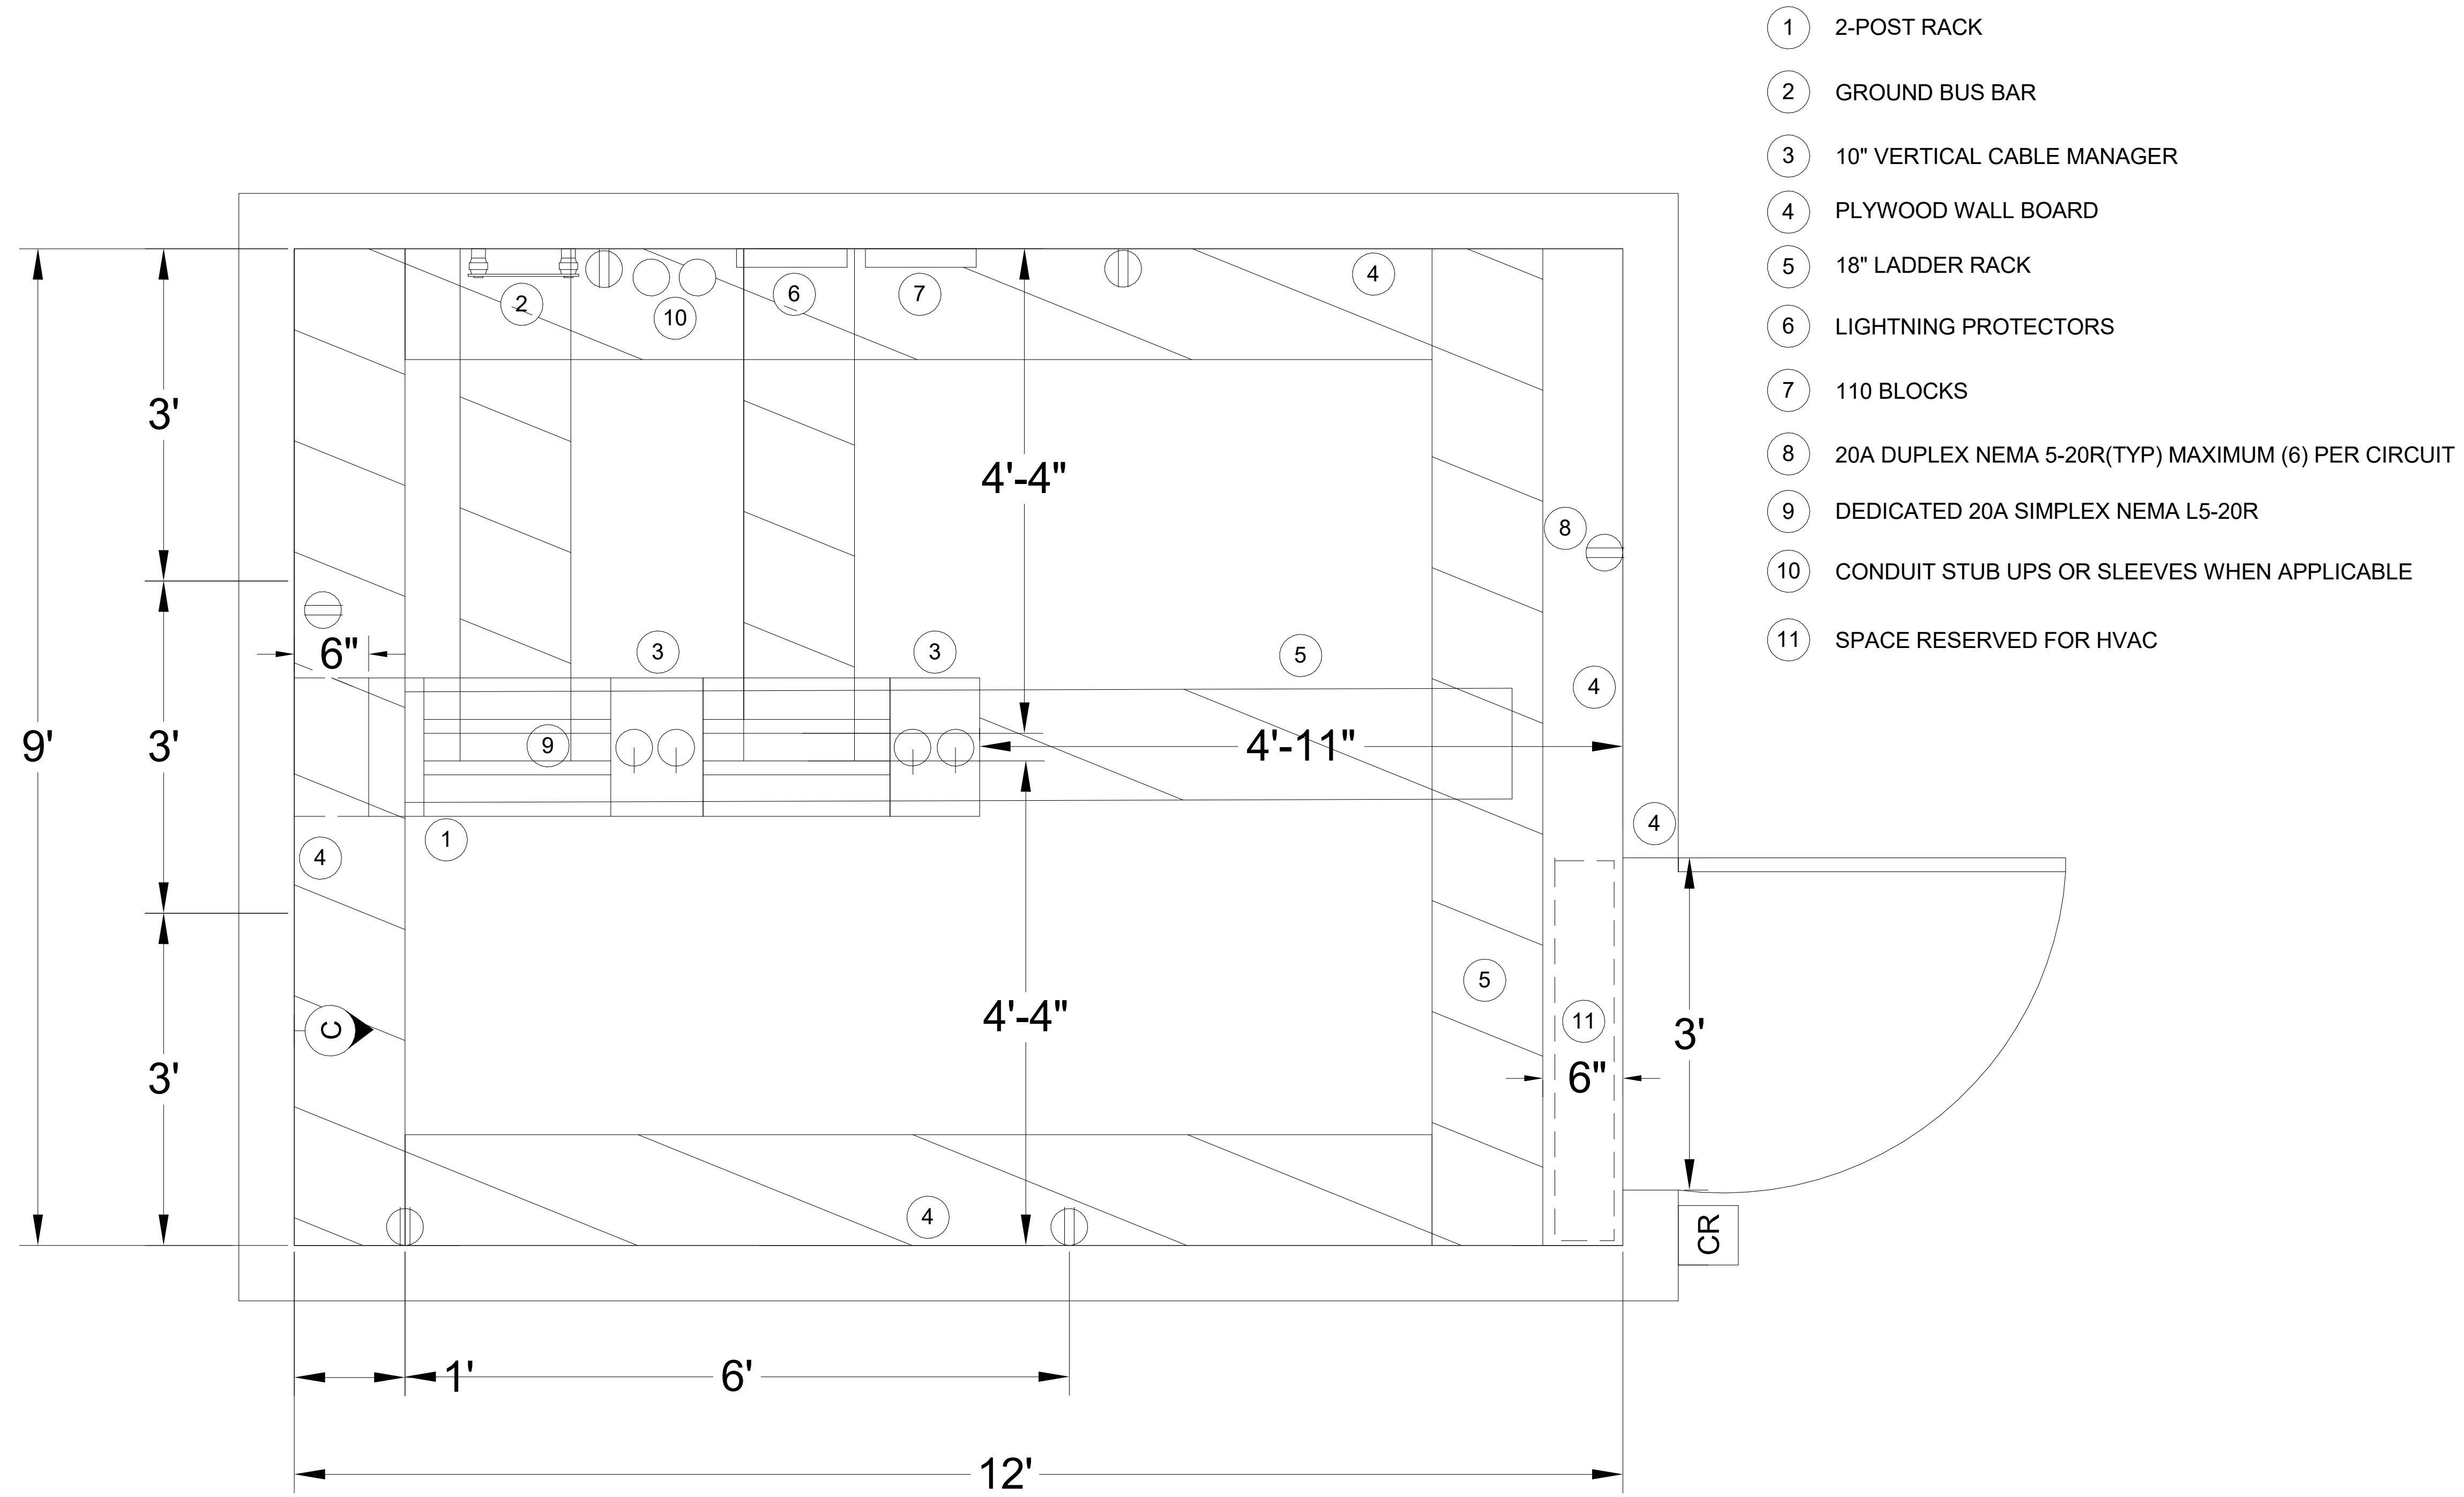 1 2-POST RACK
2 GROUND BUS BAR
3 10" VERTICAL CABLE MANAGER
4 PLYWOOD WALL BOARD
5 18" LADDER RACK
6 LIGHTNING PROTECTORS
7 110 BLOCKS
8 20A DUPLEX NEMA 5-20R(TYP) MAXIMUM (6) PER CIRCUIT
9 DEDICATED 20A SIMPLEX NEMA L5-20R
10 CONDUIT STUB UPS OR SLEEVES WHEN APPLICABLE
11 SPACE RESERVED FOR HVAC
2
10
6
7
4
3'
4'-4"
8
6"
3
3
5
4
9'
3'
9
4'-11"
4
1
4
5
C
4'-4"
11
3'
3'
6"
4
CR
1'
6'
12'